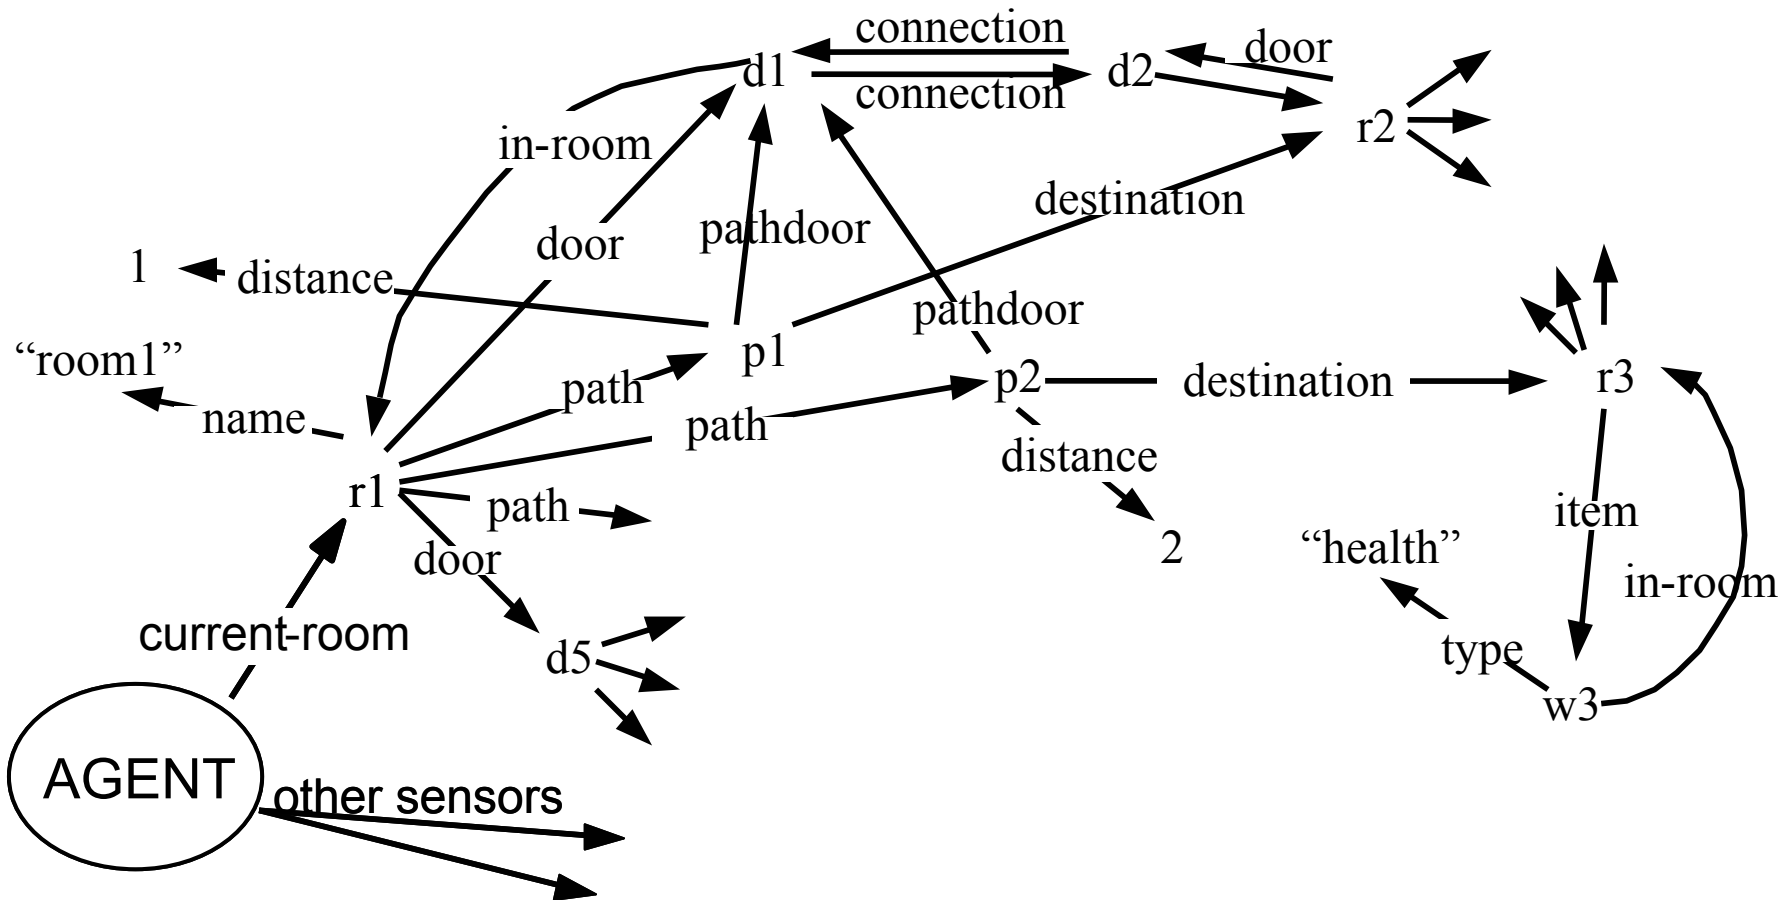 connection
door
d1
d2
connection
r2
in-room
destination
pathdoor
door
1
distance
pathdoor
“room1”
p1
p2
destination
r3
path
name
path
distance
r1
path
item
“health”
2
door
in-room
current-room
type
d5
w3
AGENT
other sensors